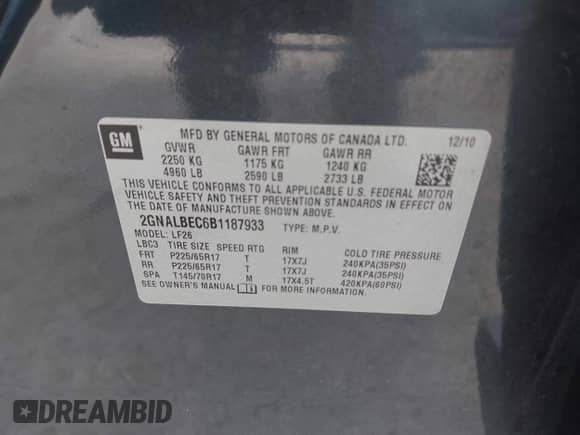 GM
MFD BY GENERAL MOTORS OF CANADA LTD. 12/10
GVWR GAWR FRT GAWR RR
2250 KG 1175 KG 1240 KG
4960 LB 2590 LB 2733 LB
THIS VEHICLE CONFORMS TO ALL APPLICABLE U.S. FEDERAL MOTOR
VEHICLE SAFETY AND THEFT PREVENTION STANDARDS IN EFFECT ON
THE DATE OF MANUFACTURE SHOWN ABOVE.
2GNALBEC6B1187933 TYPE: M.P.V.
MODEL: LF26
LBC3 TIRE SIZE SPEED RTG RIM COLD TIRE PRESSURE
FRT P225/65R17 T 17X7J 240KPA(35PSI)
RR P225/65R17 T 17X7J 240KPA(35PSI)
SPA T.145/70R17 M 17X4.5T 420KPA(60PSI)
SEE OWNER'S MANUAL FOR MORE INFORMATION.
DREAMBID